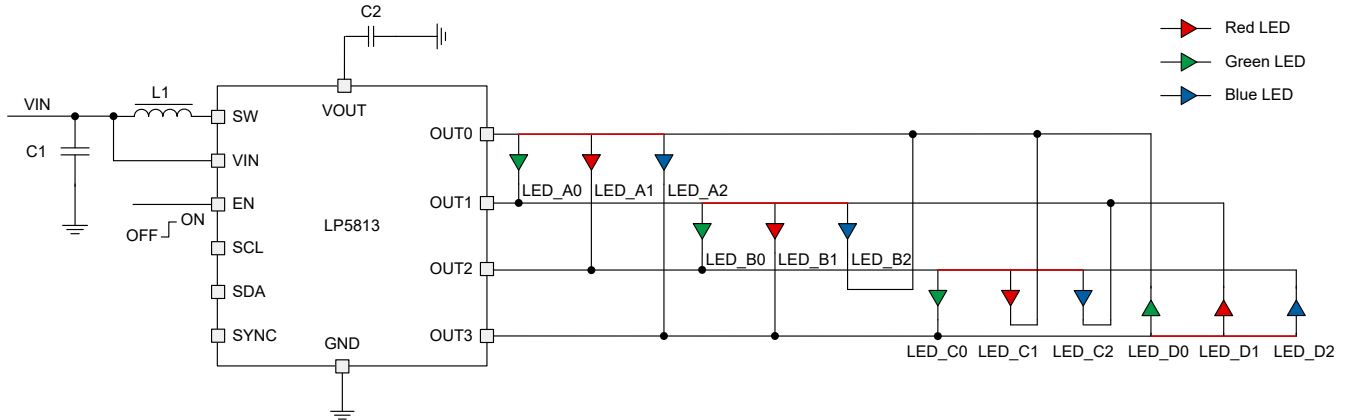 C2
Red LED
Green LED
Blue LED
VIN
L1
C1
SW
VOUT
OUT0
VIN
LED_A0
LED_A1
LED_A2
EN
OFF
ON
LP5813
OUT1
SCL
LED_B0
LED_B1
LED_B2
OUT2
SDA
SYNC
GND
OUT3
LED_C0
LED_C1
LED_C2
LED_D0
LED_D1
LED_D2